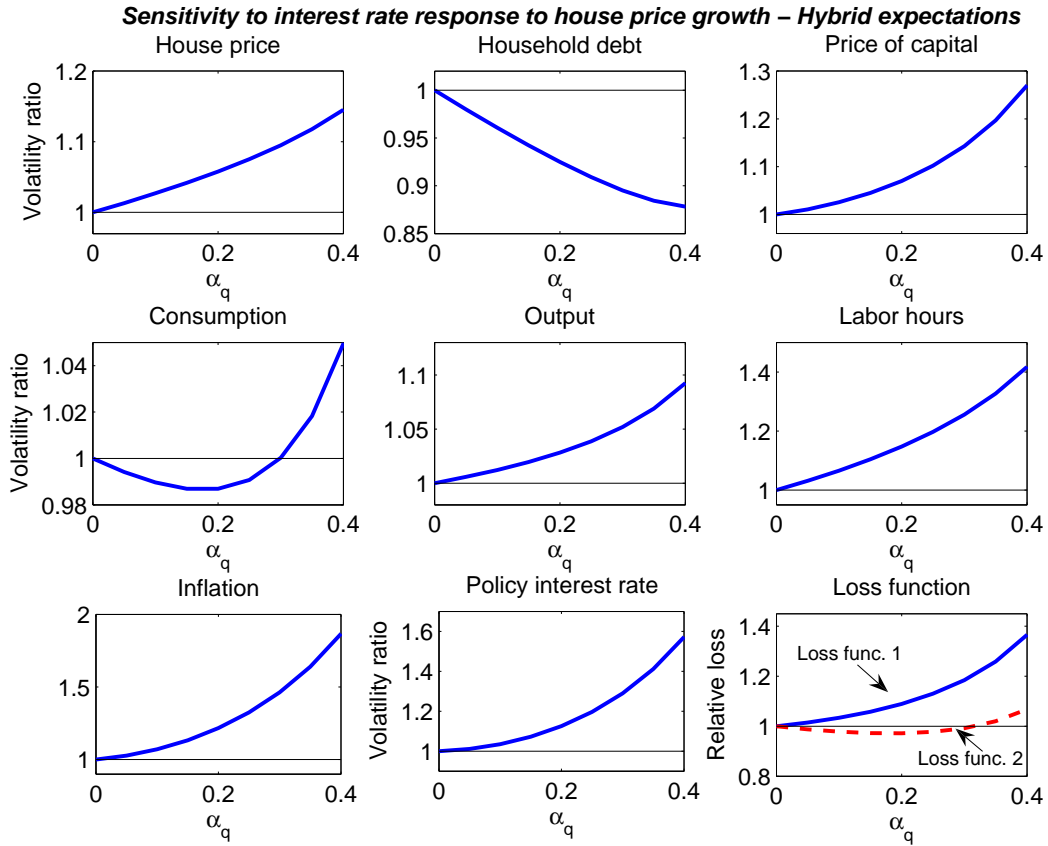 Sensitivity to interest rate response to house price growth – Hybrid expectations
House price
1.2
1.1
1
Volatility ratio
0 0.2 0.4
α_q
Household debt
1
0.95
0.9
0.85
0 0.2 0.4
α_q
Price of capital
1.3
1.2
1.1
1
0 0.2 0.4
α_q
Consumption
1.04
1.02
1
0.98
Volatility ratio
0 0.2 0.4
α_q
Output
1.1
1.05
1
0 0.2 0.4
α_q
Labor hours
1.4
1.2
1
0 0.2 0.4
α_q
Inflation
2
1.5
1
0 0.2 0.4
α_q
Policy interest rate
1.6
1.4
1.2
1
Volatility ratio
0 0.2 0.4
α_q
Loss function
1.4
1.2
1
0.8
Relative loss
Loss func. 1
Loss func. 2
0 0.2 0.4
α_q